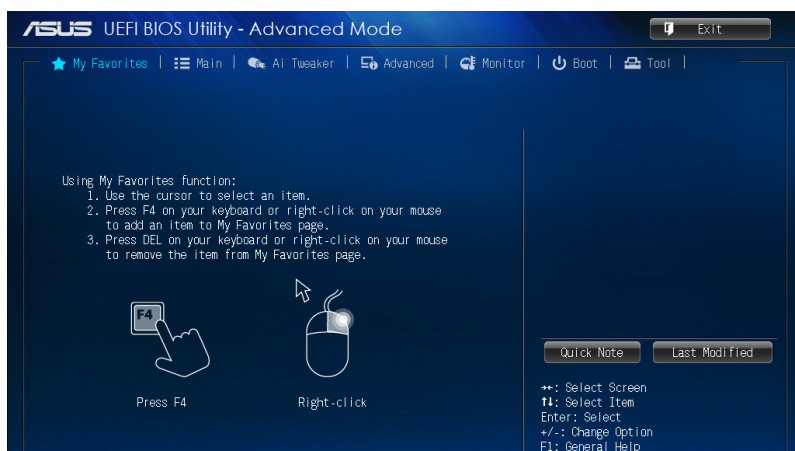 ASUS UEFI BIOS Utility - Advanced Mode
Exit
My Favorites | Main | Ai Tweaker | Advanced | Monitor | Boot | Tool |
Using My Favorites function:
1. Use the cursor to select an item.
2. Press F4 on your keyboard or right-click on your mouse
to add an item to My Favorites page.
3. Press DEL on your keyboard or right-click on your mouse
to remove the item from My Favorites page.
F4
Press F4
Right-click
Quick Note
Last Modified
→←: Select Screen
↑↓: Select Item
Enter: Select
+/-: Change Option
F1: General Help